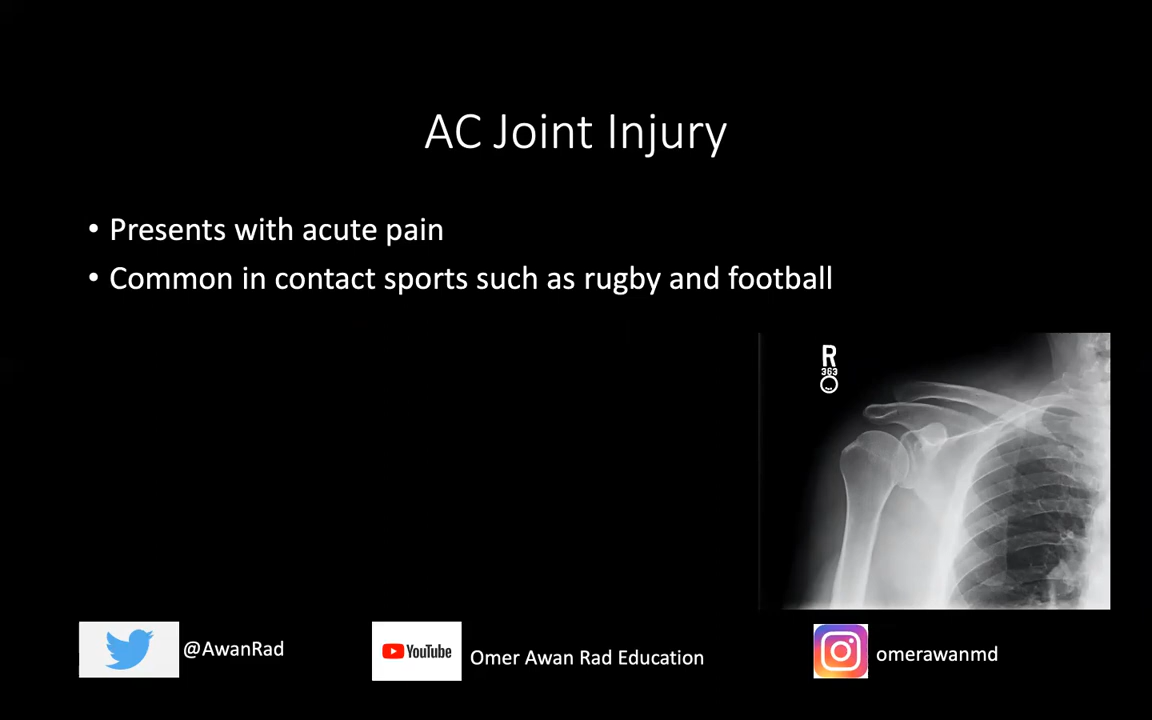 AC Joint Injury
• Presents with acute pain
• Common in contact sports such as rugby and football
R
363
@AwanRad
YouTube
Omer Awan Rad Education
omerawanmd